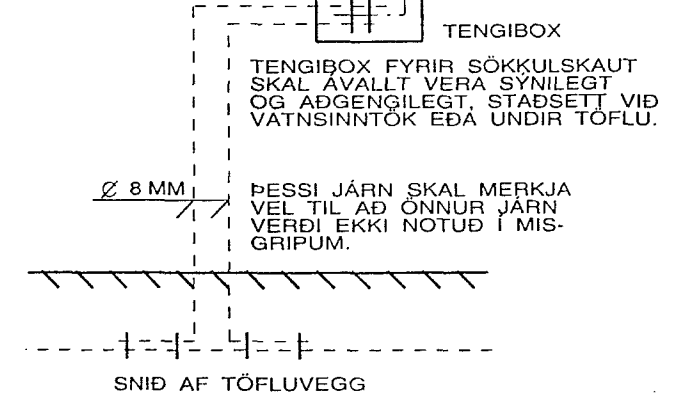 TENGIBOX
TENGIBOX FYRIR SÖKKULSKAUT
SKAL ÁVALLT VERA SÝNILEGT
OG AÐGENGILEGT, STAÐSETT VIÐ
VATNSINNTÖK EÐA UNDIR TÖFLU.
Ø 8 MM
ÞESSI JÁRN SKAL MERKJA
VEL TIL AÐ ÖNNUR JÁRN
VERÐI EKKI NOTUÐ Í MIS-
GRIPUM.
SNIÐ AF TÖFLUVEGG